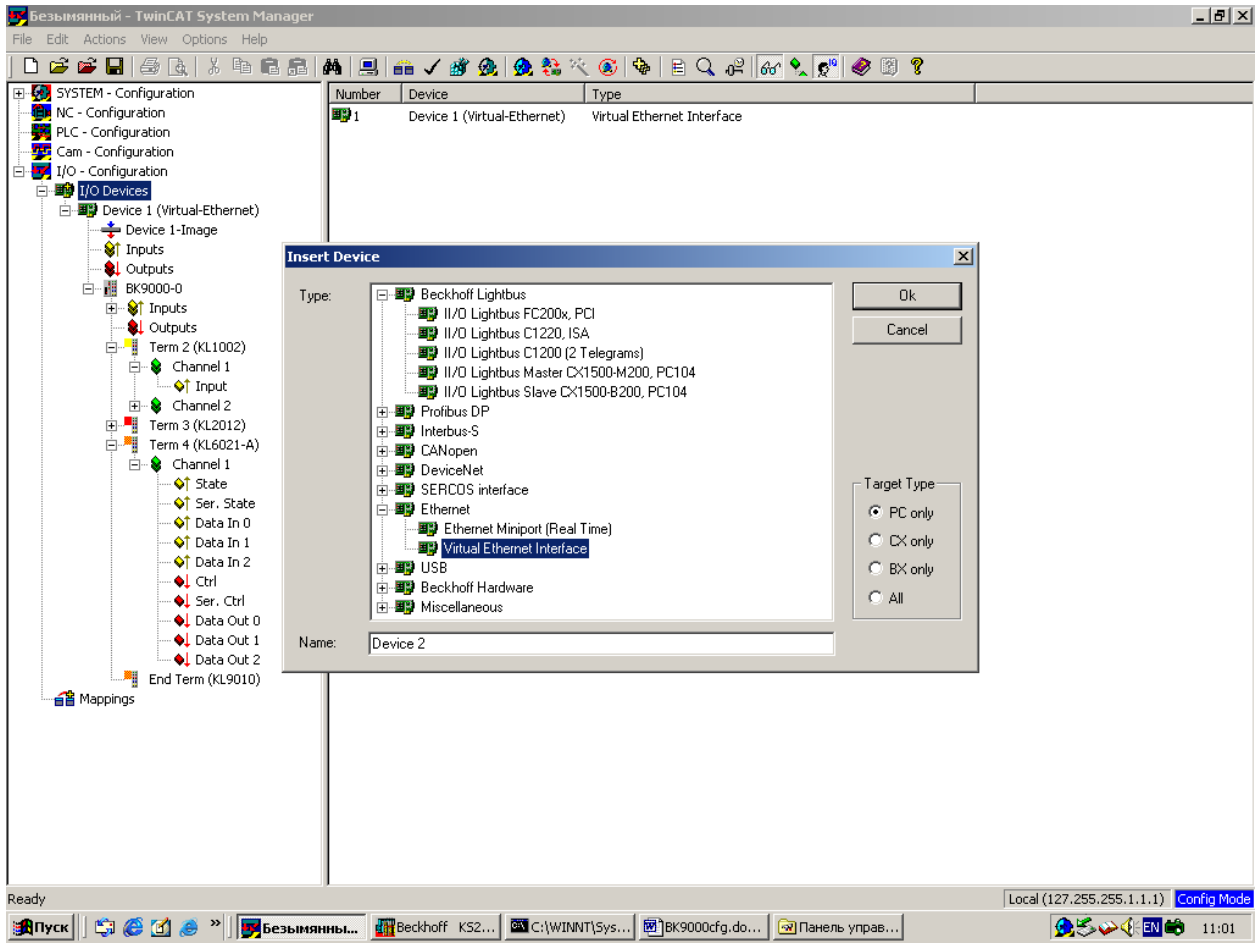 Безымянный - TwinCAT System Manager
File Edit Actions View Options Help
SYSTEM - Configuration
NC - Configuration
PLC - Configuration
Cam - Configuration
I/O - Configuration
I/O Devices
Device 1 (Virtual-Ethernet)
Device 1-Image
Inputs
Outputs
BK9000-0
Inputs
Outputs
Term 2 (KL1002)
Channel 1
Input
Channel 2
Term 3 (KL2012)
Term 4 (KL6021-A)
Channel 1
State
Ser. State
Data In 0
Data In 1
Data In 2
Ctrl
Ser. Ctrl
Data Out 0
Data Out 1
Data Out 2
End Term (KL9010)
Mappings
Number Device Type
1 Device 1 (Virtual-Ethernet) Virtual Ethernet Interface
Insert Device
Type:
Beckhoff Lightbus
II/O Lightbus FC200x, PCI
II/O Lightbus C1220, ISA
II/O Lightbus C1200 (2 Telegrams)
II/O Lightbus Master CX1500-M200, PC104
II/O Lightbus Slave CX1500-B200, PC104
Profibus DP
Interbus-S
CANopen
DeviceNet
SERCOS interface
Ethernet
Ethernet Miniport (Real Time)
Virtual Ethernet Interface
USB
Beckhoff Hardware
Miscellaneous
Ok
Cancel
Target Type
PC only
CX only
BX only
All
Name: Device 2
Ready Local (127.255.255.1.1.1) Config Mode
Пуск » Безымянны... Beckhoff KS2... C:\WINNT\Sys... BK9000cfg.do... Панель управ... EN 11:01